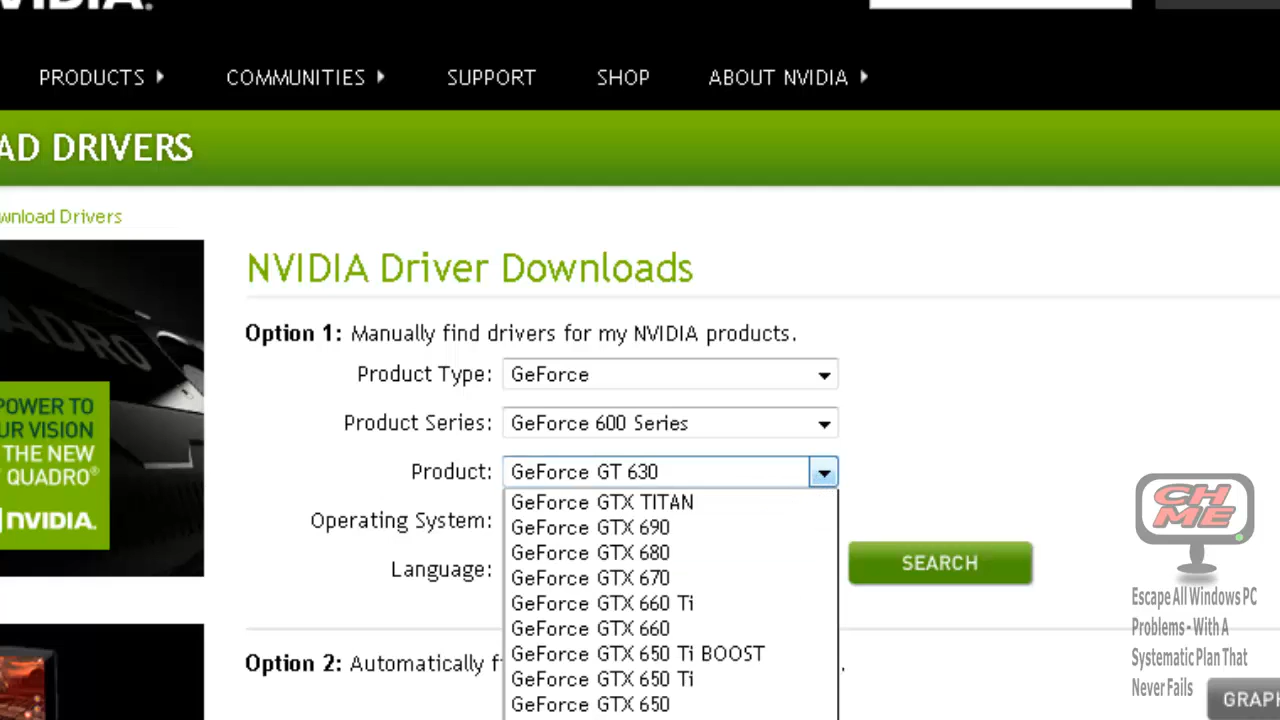 NVIDIA.
PRODUCTS COMMUNITIES SUPPORT SHOP ABOUT NVIDIA
AD DRIVERS
wnload Drivers
NVIDIA Driver Downloads
Option 1: Manually find drivers for my NVIDIA products.
Product Type: GeForce
Product Series: GeForce 600 Series
Product: GeForce GT 630
GeForce GTX TITAN
Operating System:
GeForce GTX 690
GeForce GTX 680
Language:
GeForce GTX 670
GeForce GTX 660 Ti
GeForce GTX 660
GeForce GTX 650 Ti BOOST
GeForce GTX 650 Ti
GeForce GTX 650
SEARCH
Option 2: Automatically f
ADRO
POWER TO
UR VISION
THE NEW
QUADRO®
NVIDIA.
CH
ME
Escape All Windows PC
Problems - With A
Systematic Plan That
Never Fails
GRAPH